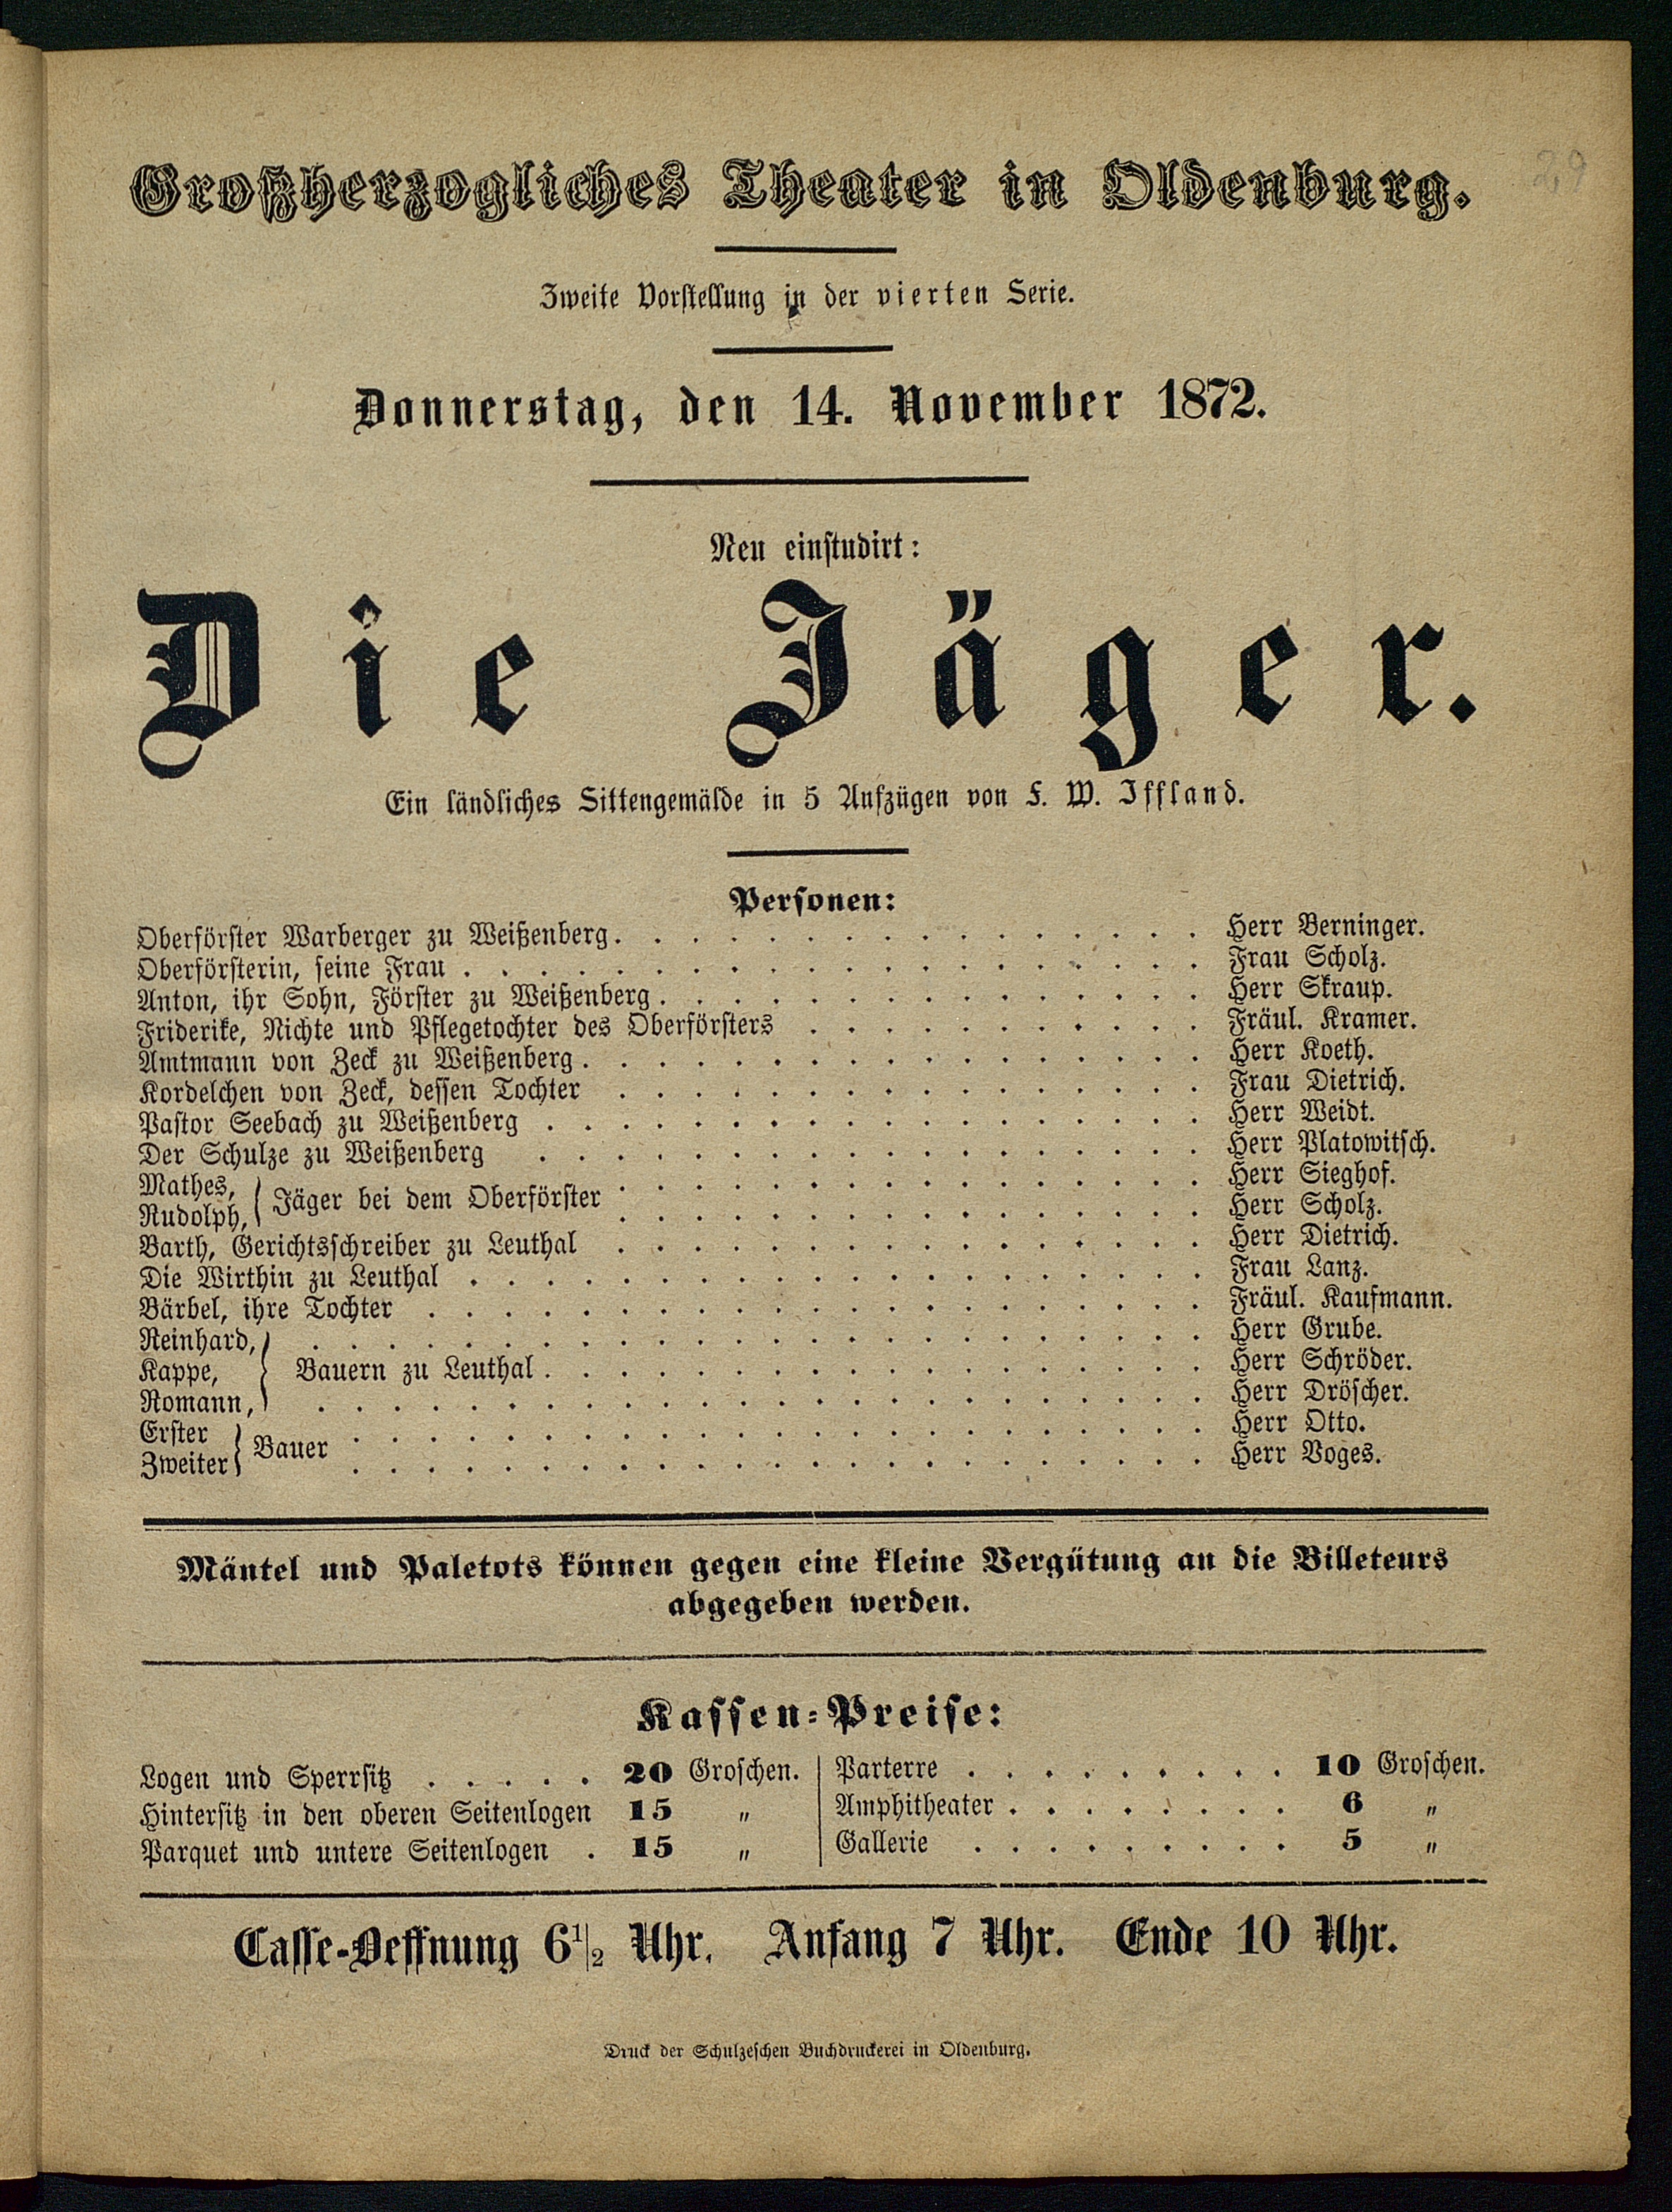 29
Großherzogliches Theater in Oldenburg.
Zweite Vorstellung in der vierten Serie.
Donnerstag, den 14. November 1872.
Neu einstudirt:
Die Jäger.
Ein ländliches Sittengemälde in 5 Aufzügen von F. W. Iffland.
Personen:
Oberförster Warberger zu Weißenberg. . . . . . . . . . . . . . . . Herr Berninger.
Oberförsterin, seine Frau . . . . . . . . . . . . . . . . . . . . Frau Scholz.
Anton, ihr Sohn, Förster zu Weißenberg. . . . . . . . . . . . . . . Herr Skraup.
Friderike, Nichte und Pflegetochter des Oberförsters . . . . . . . . . . . Fräul. Kramer.
Amtmann von Zeck zu Weißenberg. . . . . . . . . . . . . . . . . Herr Koeth.
Kordelchen von Zeck, dessen Tochter . . . . . . . . . . . . . . . . Frau Dietrich.
Pastor Seebach zu Weißenberg . . . . . . . . . . . . . . . . . . Herr Weidt.
Der Schulze zu Weißenberg . . . . . . . . . . . . . . . . . . Herr Platowitsch.
Mathes, . . . . . . . . . . . . . . . . Herr Sieghof.
Jäger bei dem Oberförster
Rudolph, . . . . . . . . . . . . . . . . Herr Scholz.
Barth, Gerichtsschreiber zu Leuthal . . . . . . . . . . . . . . . . Herr Dietrich.
Die Wirthin zu Leuthal . . . . . . . . . . . . . . . . . . . . Frau Lanz.
Bärbel, ihre Tochter . . . . . . . . . . . . . . . . . . . . . Fräul. Kaufmann.
Reinhard, . . . . . . . . . . . . . . . . . . . . . . . . Herr Grube.
Kappe, Bauern zu Leuthal. . . . . . . . . . . . . . . . . . Herr Schröder.
Romann, . . . . . . . . . . . . . . . . . . . . . . . . Herr Dröscher.
Erster . . . . . . . . . . . . . . . . . . . . . . . Herr Otto.
Bauer
Zweiter . . . . . . . . . . . . . . . . . . . . . . . Herr Voges.
Mäntel und Paletots können gegen eine kleine Vergütung an die Billeteurs
abgegeben werden.
Kassen-Preise:
Logen und Sperrsitz . . . . . 20 Groschen.
Hintersitz in den oberen Seitenlogen 15 "
Parquet und untere Seitenlogen . 15 "
Parterre . . . . . . . . . 10 Groschen.
Amphitheater . . . . . . . . 6 "
Gallerie . . . . . . . . . 5 "
Casse-Oeffnung 6 1/2 Uhr. Anfang 7 Uhr. Ende 10 Uhr.
Druck der Schulzeschen Buchdruckerei in Oldenburg.